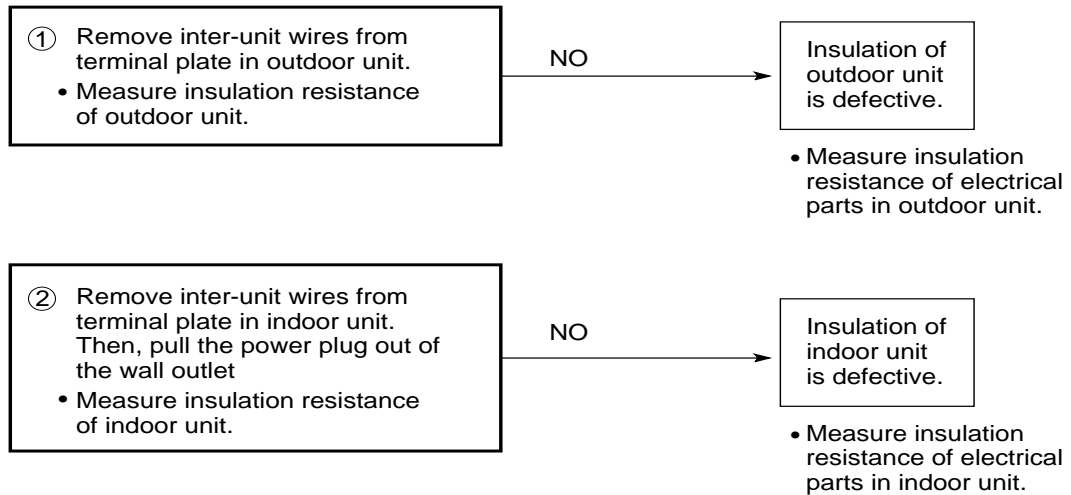 ① Remove inter-unit wires from
terminal plate in outdoor unit.
• Measure insulation resistance
of outdoor unit.
NO
Insulation of
outdoor unit
is defective.
• Measure insulation
resistance of electrical
parts in outdoor unit.
② Remove inter-unit wires from
terminal plate in indoor unit.
Then, pull the power plug out of
the wall outlet
• Measure insulation resistance
of indoor unit.
NO
Insulation of
indoor unit
is defective.
• Measure insulation
resistance of electrical
parts in indoor unit.